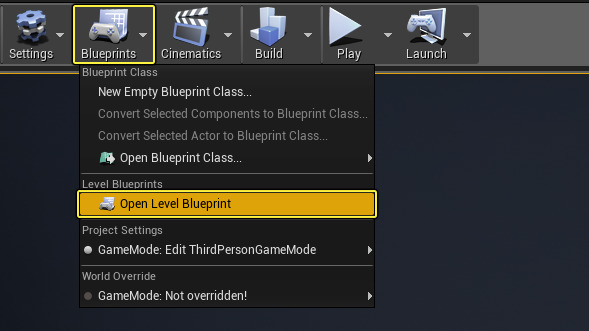 Settings Blueprints Cinematics Build Play Launch
Blueprint Class
New Empty Blueprint Class...
Convert Selected Components to Blueprint Class...
Convert Selected Actor to Blueprint Class...
Open Blueprint Class...
Level Blueprints
Open Level Blueprint
Project Settings
GameMode: Edit ThirdPersonGameMode
World Override
GameMode: Not overridden!